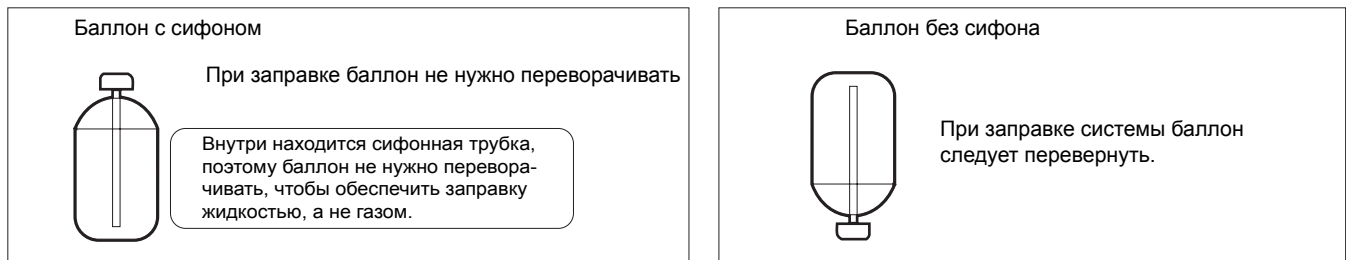 Баллон с сифоном
При заправке баллон не нужно переворачивать
Внутри находится сифонная трубка,
поэтому баллон не нужно перевора-
чивать, чтобы обеспечить заправку
жидкостью, а не газом.
Баллон без сифона
При заправке системы баллон
следует перевернуть.